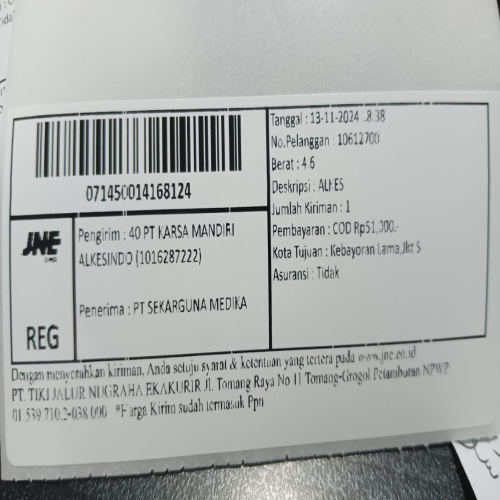 071450014168124
JNE
EXPRESS
REG
Pengirim : 40 PT KARSA MANDIRI
ALKESINDO (1016287222)
Penerima : PT SEKARGUNA MEDIKA
Tanggal : 13-11-2024 18.38
No.Pelanggan : 10612700
Berat : 4.6
Deskripsi : ALKES
Jumlah Kiriman : 1
Pembayaran : COD Rp51,000.-
Kota Tujuan : Kebayoran Lama,Jkt S
Asuransi : Tidak
Dengan menyerahkan kiriman, Anda setuju syarat & ketentuan yang tertera pada www.jne.co.id
PT. TIKI JALUR NUGRAHA EKAKURIR Jl. Tomang Raya No 11 Tomang-Grogol Petamburan NPWP
01.539.710.2-038.000 *Harga Kirim sudah termasuk Ppn